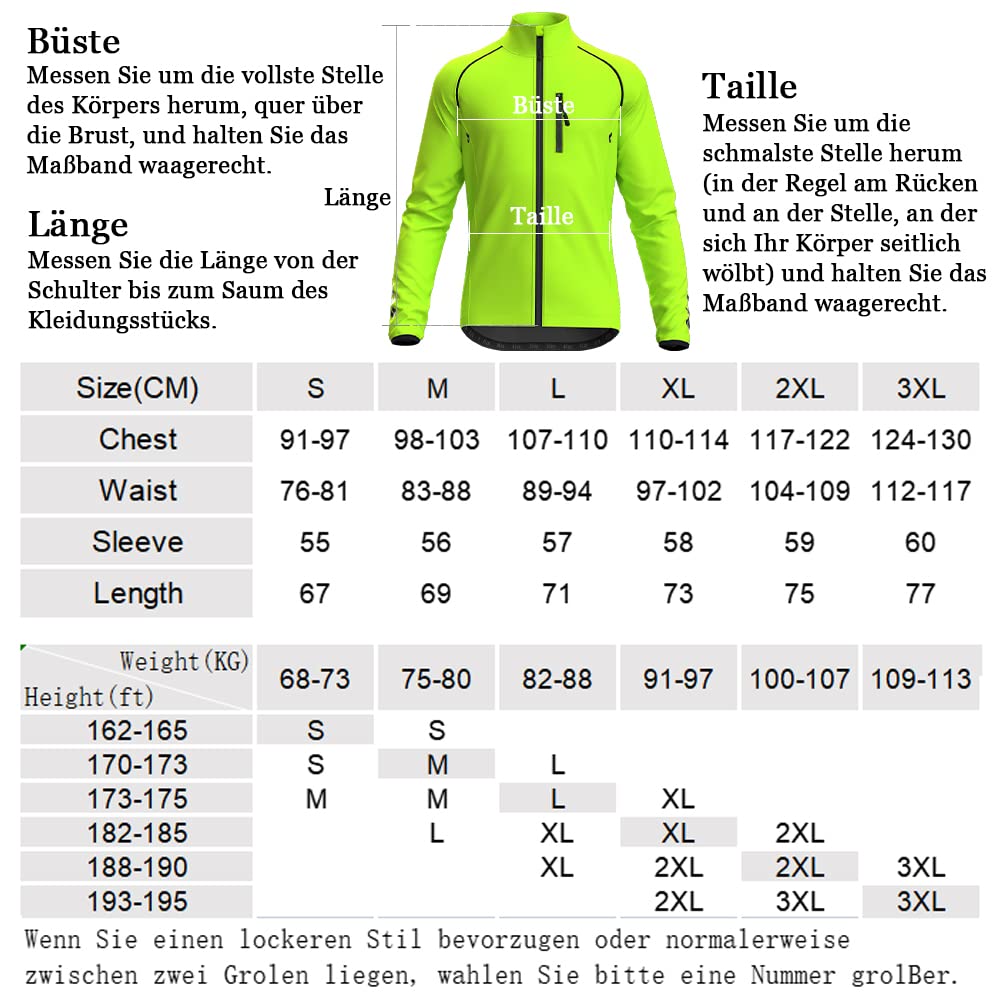 Büste
Messen Sie um die vollste Stelle
des Körpers herum, quer über
die Brust, und halten Sie das
Maßband waagerecht.
Länge
Messen Sie die Länge von der
Schulter bis zum Saum des
Kleidungsstücks.
Länge
Büste
Taille
Taille
Messen Sie um die
schmalste Stelle herum
(in der Regel am Rücken
und an der Stelle, an der
sich Ihr Körper seitlich
wölbt) und halten Sie das
Maßband waagerecht.
Size(CM) S M L XL 2XL 3XL
Chest 91-97 98-103 107-110 110-114 117-122 124-130
Waist 76-81 83-88 89-94 97-102 104-109 112-117
Sleeve 55 56 57 58 59 60
Length 67 69 71 73 75 77
Weight(KG)
Height(ft)
68-73 75-80 82-88 91-97 100-107 109-113
162-165 S S
170-173 S M L
173-175 M M L XL
182-185 L XL XL 2XL
188-190 XL 2XL 2XL 3XL
193-195 2XL 3XL 3XL
Wenn Sie einen lockeren Stil bevorzugen oder normalerweise
zwischen zwei Grolen liegen, wahlen Sie bitte eine Nummer grolBer.